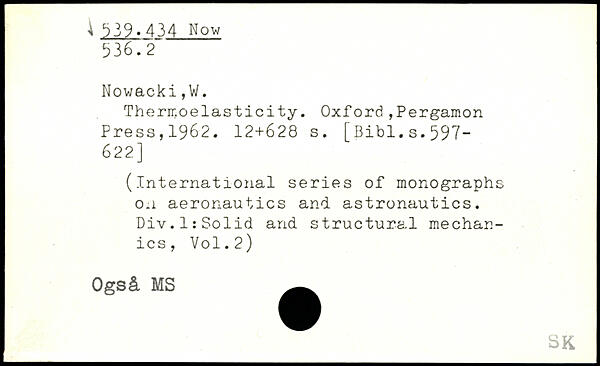 539.434 Now
536.2
Nowacki,W.
Thermoelasticity. Oxford,Pergamon
Press,1962. 12+628 s. [Bibl.s.597-
622]
(International series of monographs
on aeronautics and astronautics.
Div.1:Solid and structural mechan-
ics, Vol.2)
Også MS
SK